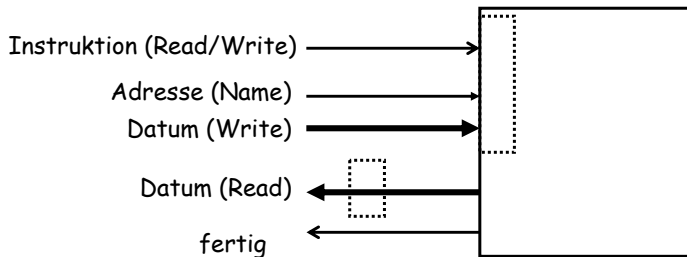 Instruktion (Read/Write)
Adresse (Name)
Datum (Write)
Datum (Read)
fertig